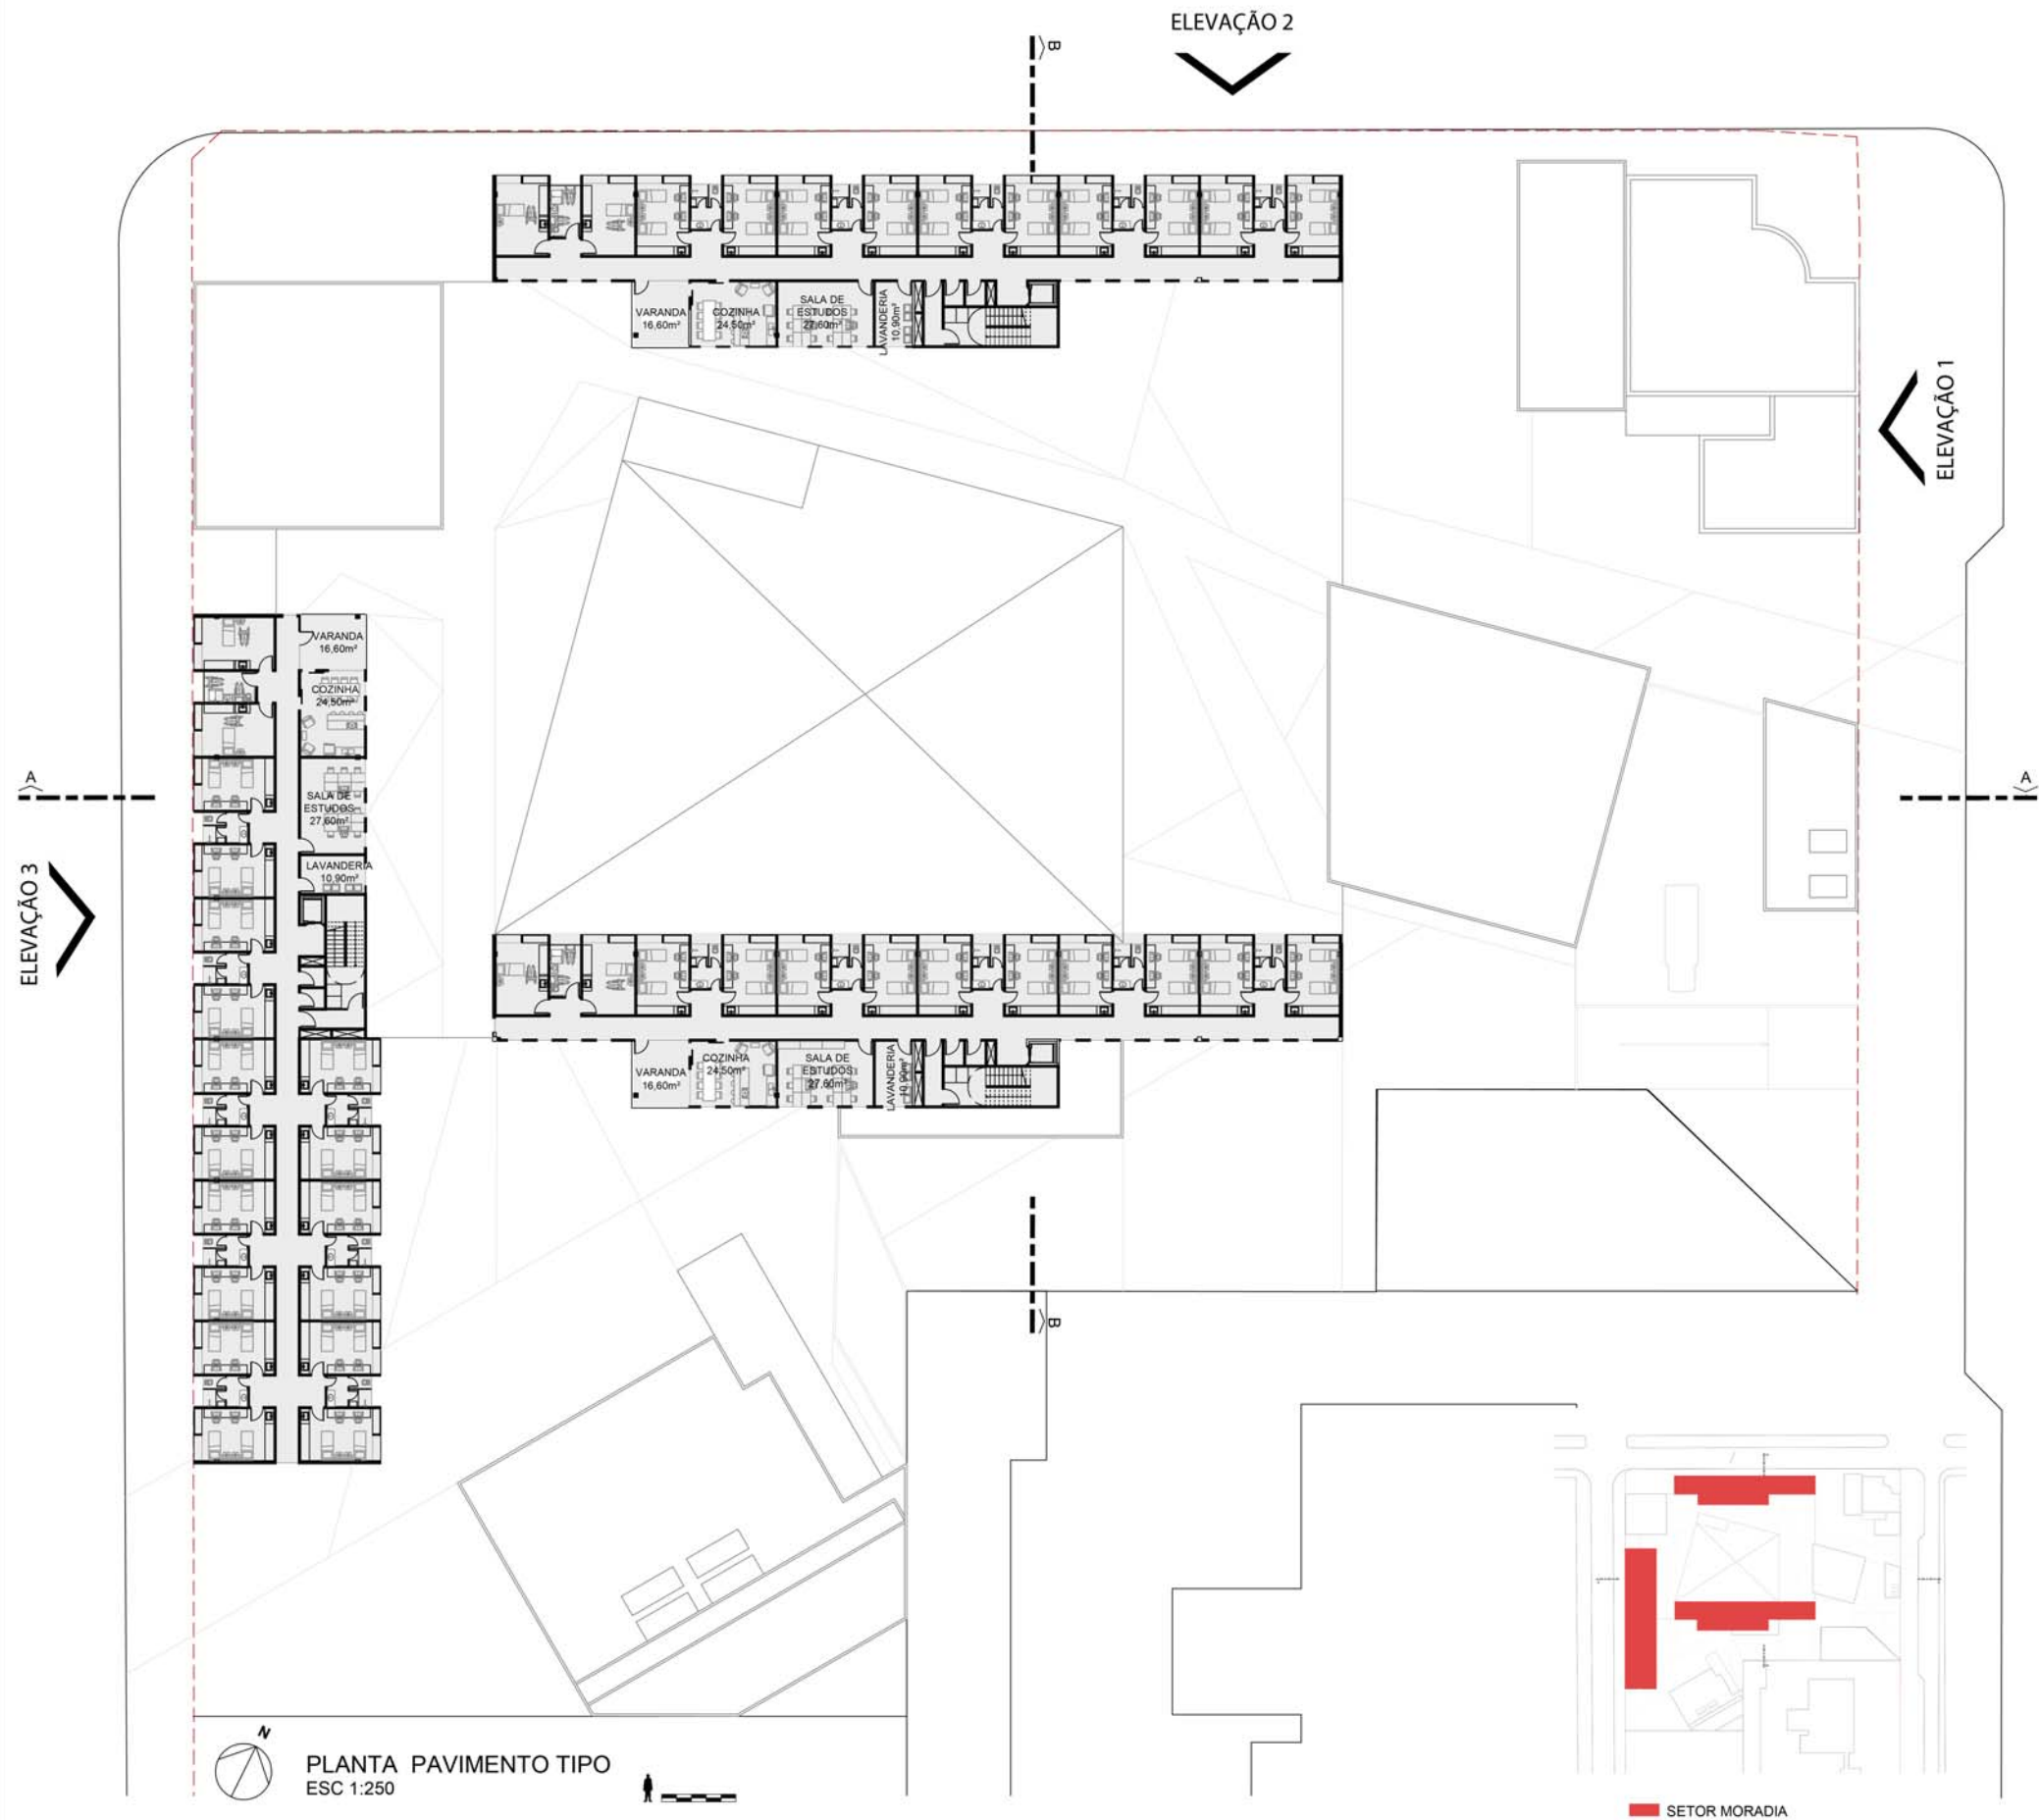 ELEVAÇÃO 2
B
VARANDA
16,60m²
COZINHA
24,50m²
SALA DE
ESTUDOS
27,60m²
LAVANDERIA
10.90m²
ELEVAÇÃO 1
VARANDA
16,60m²
COZINHA
24,50m²
SALA DE
ESTUDOS
27,60m²
LAVANDERIA
10,90m²
A
A
ELEVAÇÃO 3
VARANDA
16,60m²
COZINHA
24,50m²
SALA DE
ESTUDOS
27,60m²
LAVANDERIA
10,90m²
B
N
PLANTA PAVIMENTO TIPO
ESC 1:250
SETOR MORADIA